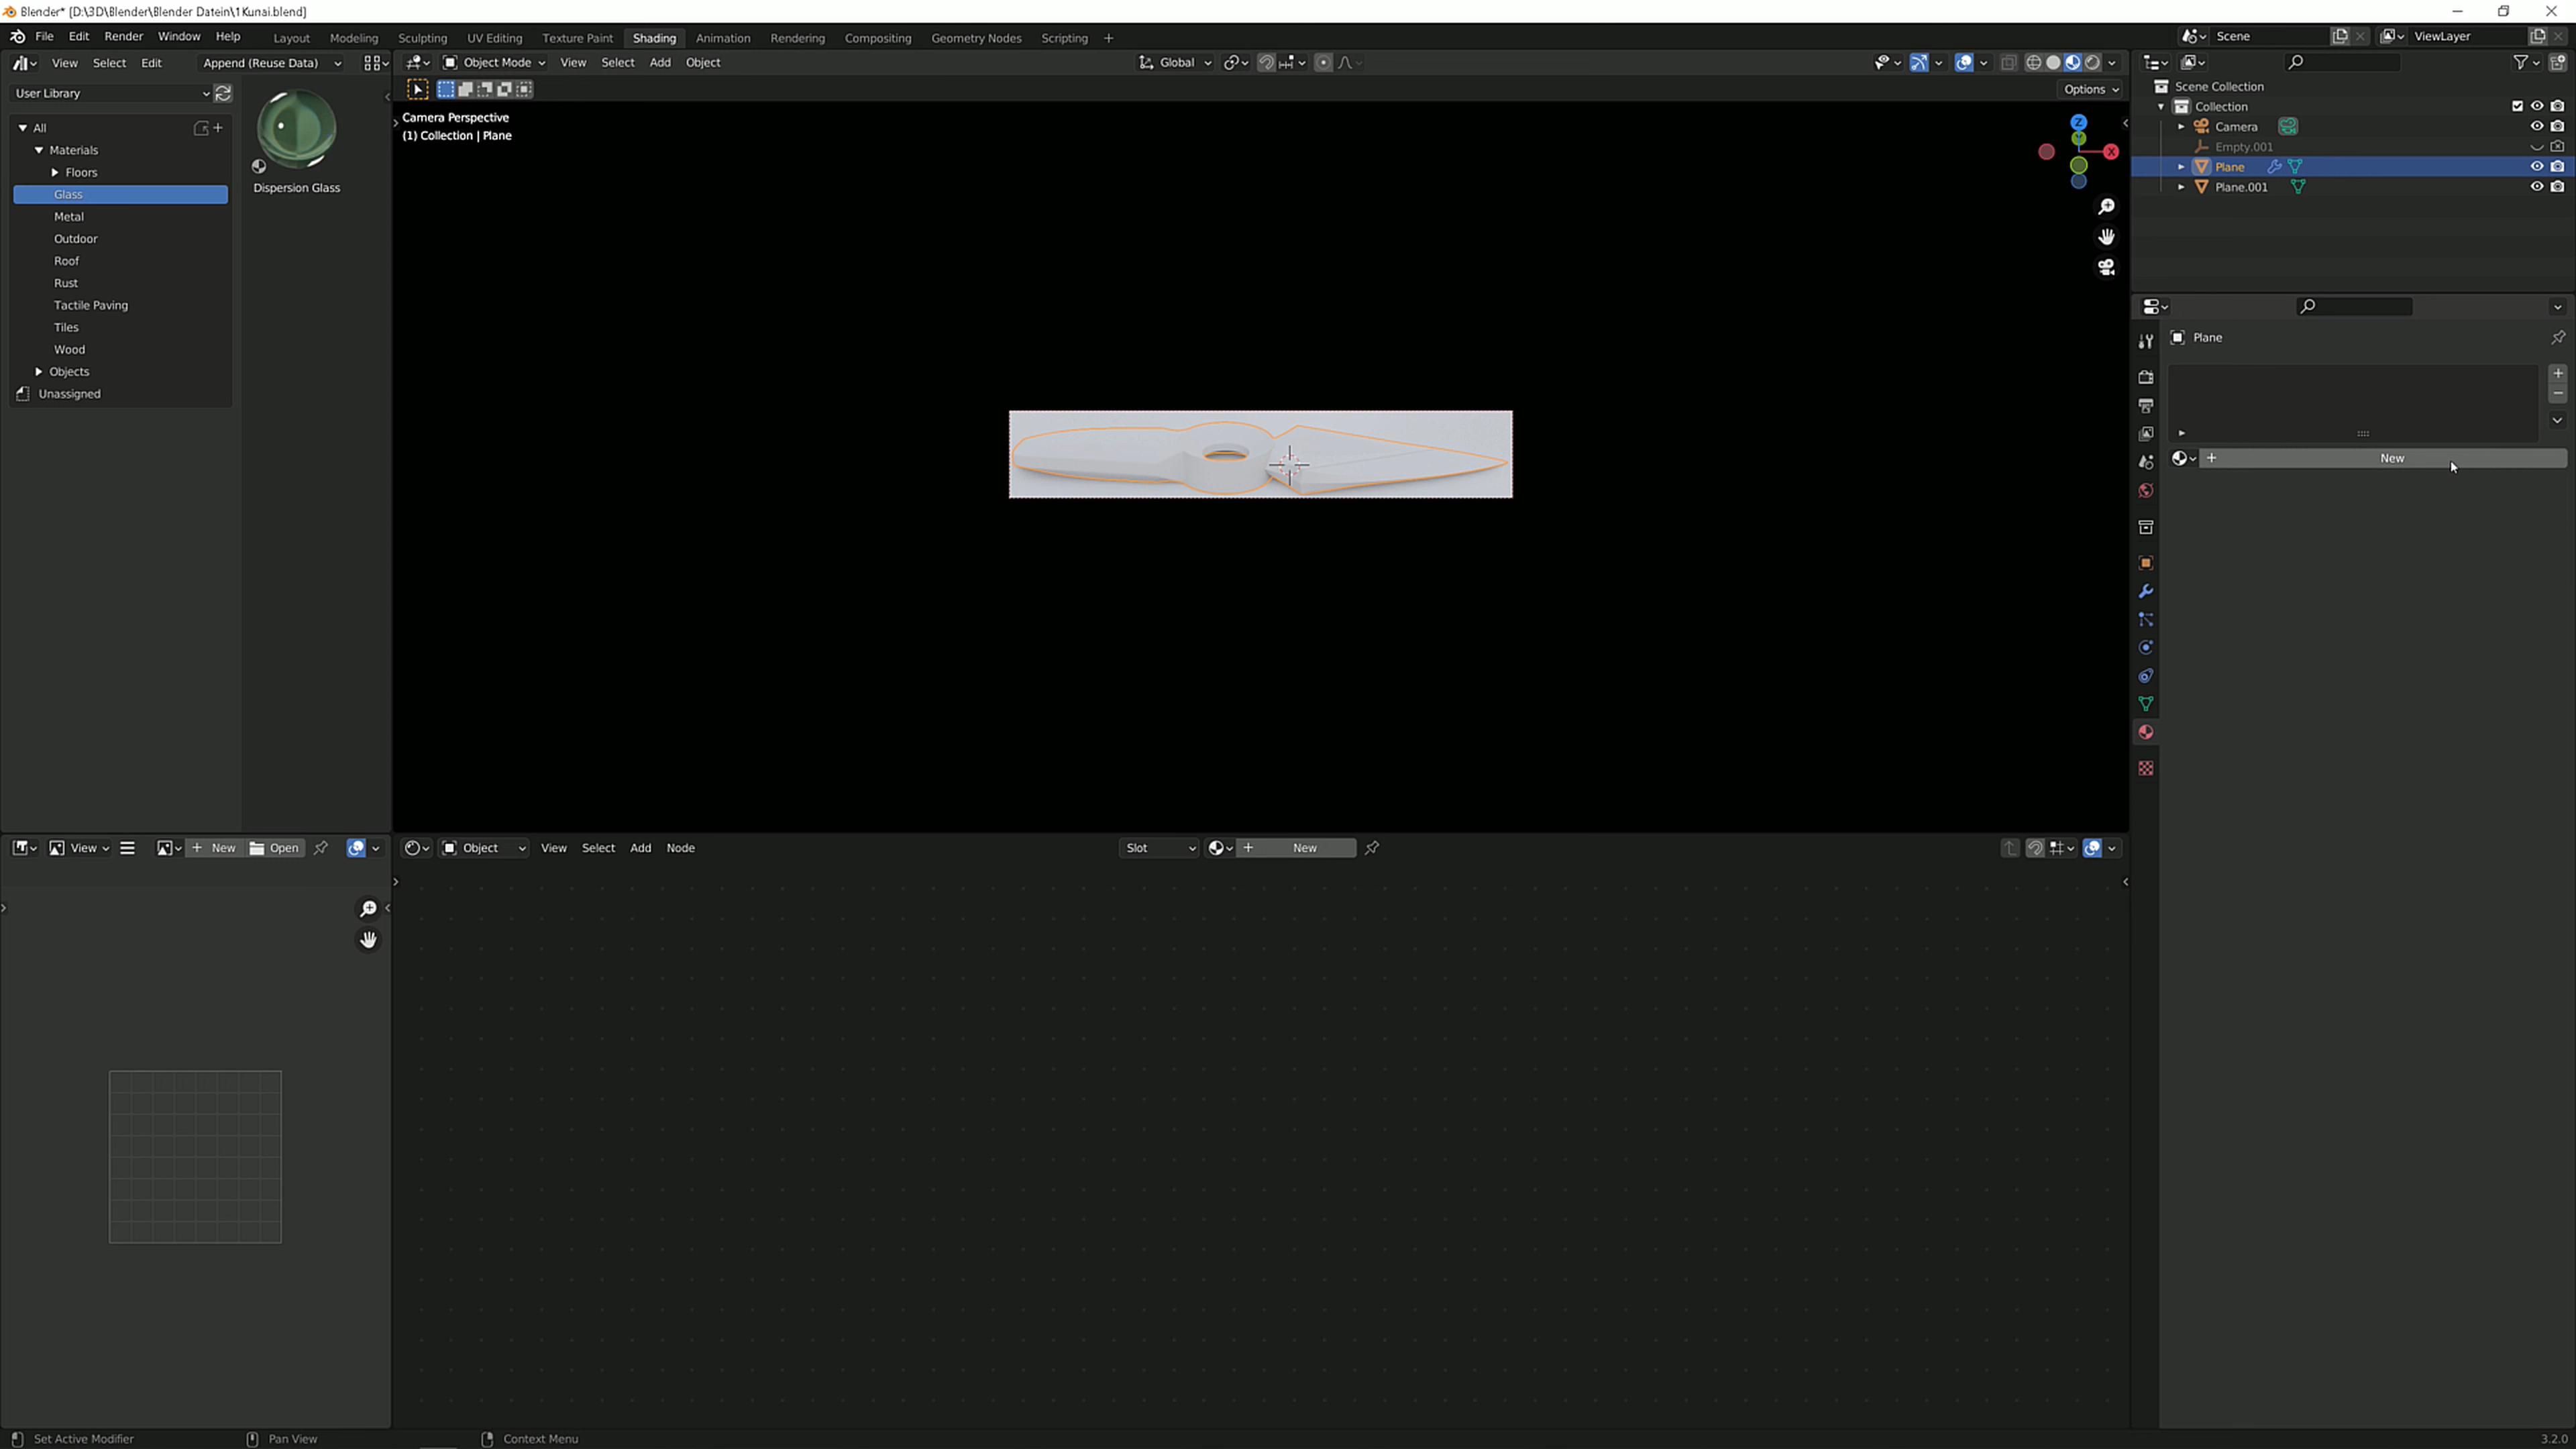 Blender* [D:\3D\Blender\Blender Datein\1Kunai.blend]
File Edit Render Window Help Layout Modeling Sculpting UV Editing Texture Paint Shading Animation Rendering Compositing Geometry Nodes Scripting + Scene ViewLayer
View Select Edit Append (Reuse Data)
Object Mode View Select Add Object Global
Options
User Library
All
Materials
Floors
Glass
Metal
Outdoor
Roof
Rust
Tactile Paving
Tiles
Wood
Objects
Unassigned
Dispersion Glass
Camera Perspective
(1) Collection | Plane
Z
X
Scene Collection
Collection
Camera
Empty.001
Plane
Plane.001
Plane
+ New
View + New Open
Object View Select Add Node Slot + New
Set Active Modifier Pan View Context Menu 3.2.0